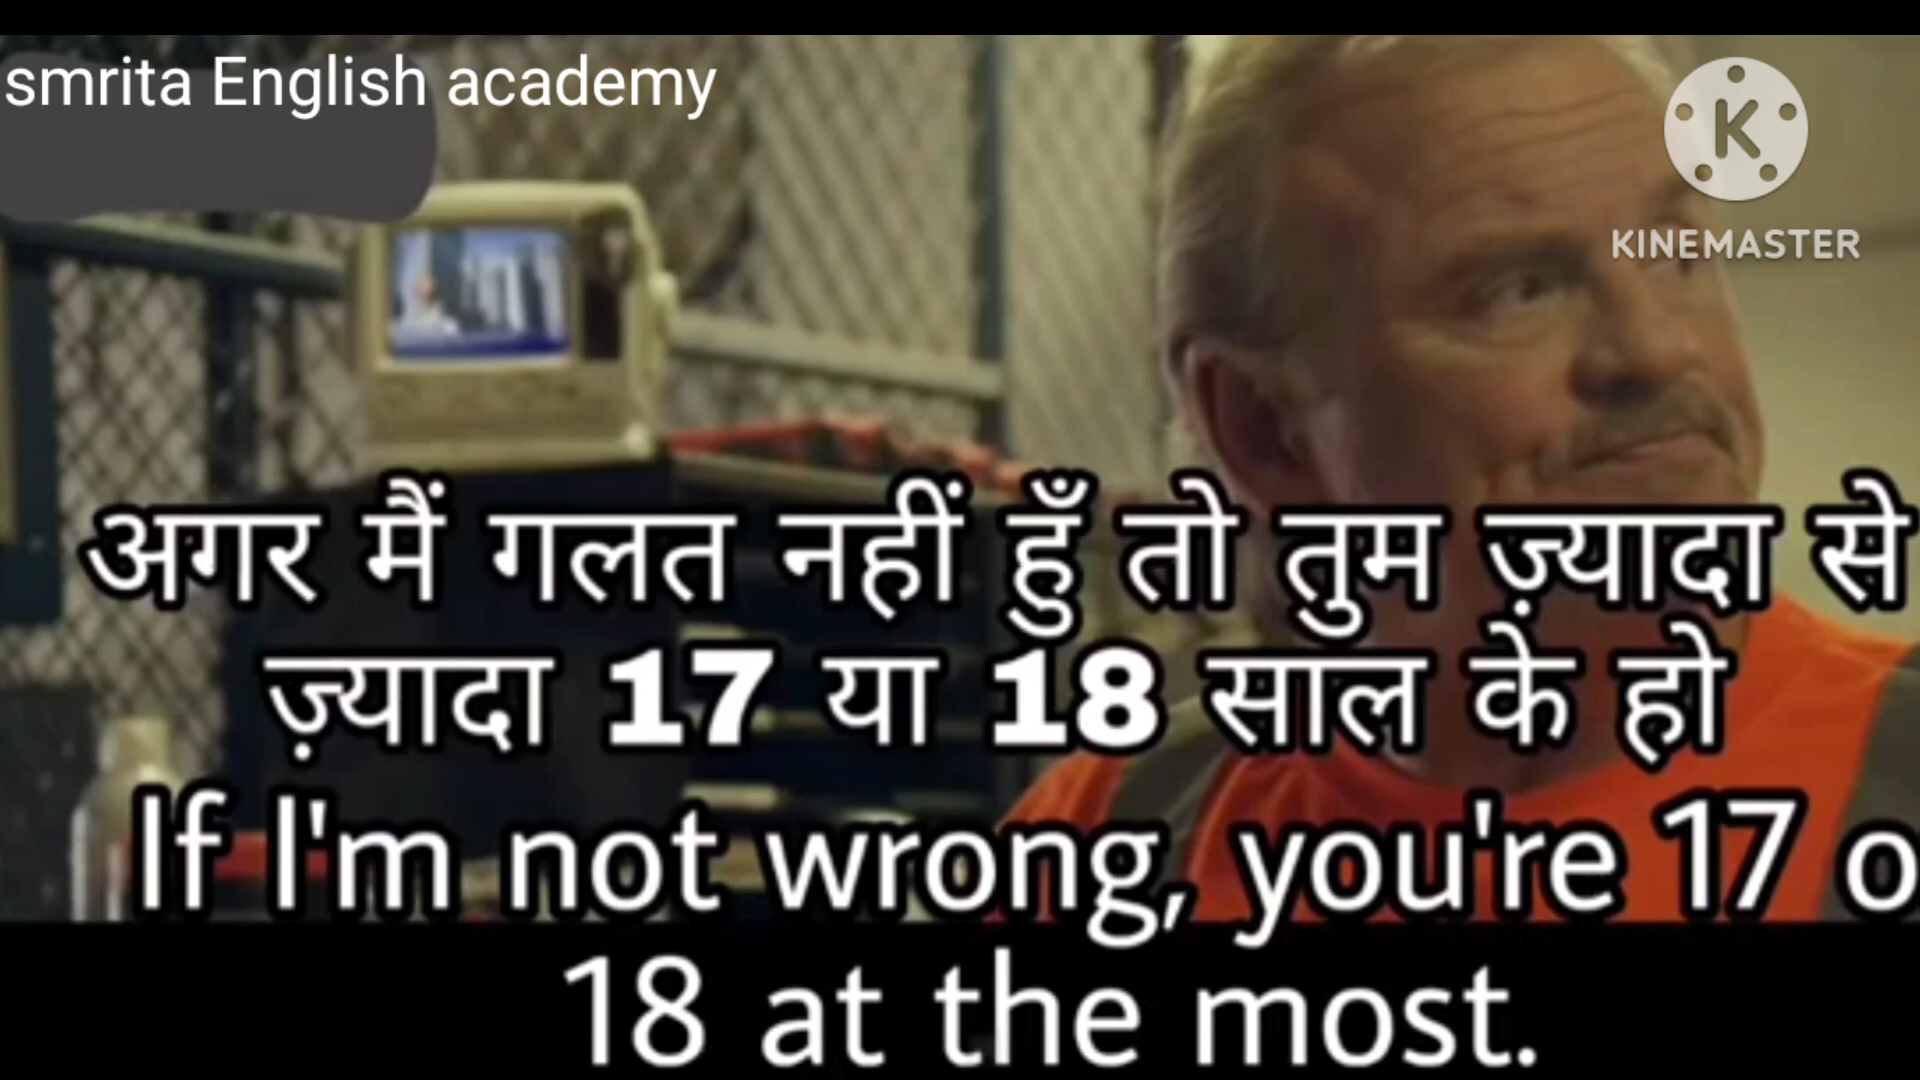 smrita English academy
K
KINEMASTER
अगर मैं गलत नहीं हुँ तो तुम ज़्यादा से
ज़्यादा 17 या 18 साल के हो
If I'm not wrong, you're 17 o
18 at the most.